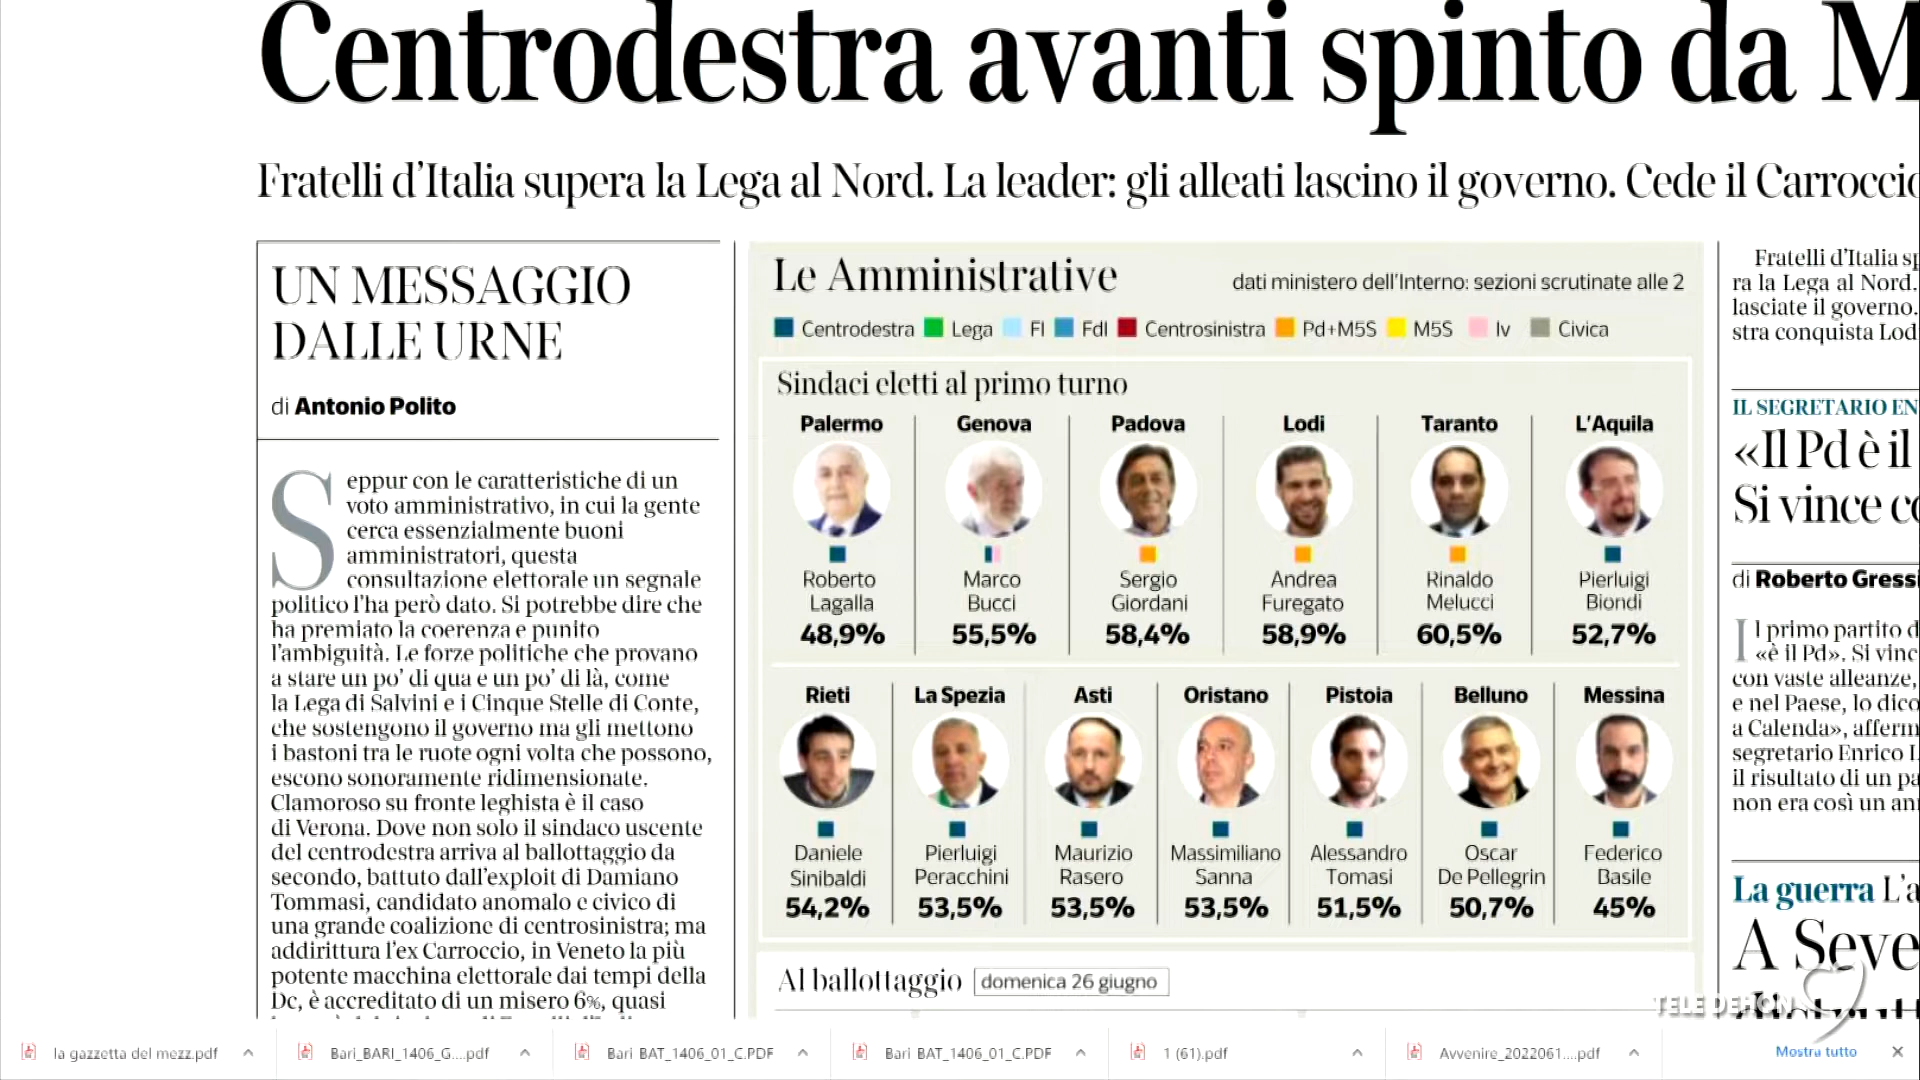 Centrodestra avanti spinto da M
Fratelli d'Italia supera la Lega al Nord. La leader: gli alleati lascino il governo. Cede il Carroccio
UN MESSAGGIO
DALLE URNE
di Antonio Polito
Seppur con le caratteristiche di un
voto amministrativo, in cui la gente
cerca essenzialmente buoni
amministratori, questa
consultazione elettorale un segnale
politico l'ha però dato. Si potrebbe dire che
ha premiato la coerenza e punito
l'ambiguità. Le forze politiche che provano
a stare un po' di qua e un po' di là, come
la Lega di Salvini e i Cinque Stelle di Conte,
che sostengono il governo ma gli mettono
i bastoni tra le ruote ogni volta che possono,
escono sonoramente ridimensionate.
Clamoroso su fronte leghista è il caso
di Verona. Dove non solo il sindaco uscente
del centrodestra arriva al ballottaggio da
secondo, battuto dall'exploit di Damiano
Tommasi, candidato anomalo e civico di
una grande coalizione di centrosinistra; ma
addirittura l'ex Carroccio, in Veneto la più
potente macchina elettorale dai tempi della
Dc, è accreditato di un misero 6%, quasi
Le Amministrative
dati ministero dell'Interno: sezioni scrutinate alle 2
Centrodestra Lega FI FdI Centrosinistra Pd+M5S M5S Iv Civica
Sindaci eletti al primo turno
Palermo Genova Padova Lodi Taranto L'Aquila
Roberto Marco Sergio Andrea Rinaldo Pierluigi
Lagalla Bucci Giordani Furegato Melucci Biondi
48,9% 55,5% 58,4% 58,9% 60,5% 52,7%
Rieti La Spezia Asti Oristano Pistoia Belluno Messina
Daniele Pierluigi Maurizio Massimiliano Alessandro Oscar Federico
Sinibaldi Peracchini Rasero Sanna Tomasi De Pellegrin Basile
54,2% 53,5% 53,5% 53,5% 51,5% 50,7% 45%
Al ballottaggio domenica 26 giugno
Fratelli d'Italia sp
ra la Lega al Nord.
lasciate il governo.
stra conquista Lod
IL SEGRETARIO EN
«Il Pd è il
Si vince co
di Roberto Gressi
Il primo partito d
«è il Pd». Si vinc
con vaste alleanze,
e nel Paese, lo dico
a Calenda», afferm
segretario Enrico L
il risultato di un pa
non era così un ann
La guerra L'a
A Seve
TELE DEHON
la gazzetta del mezz.pdf
Bari_BARI_1406_G....pdf
Bari BAT_1406_01_C.PDF
Bari BAT_1406_01_C.PDF
1 (61).pdf
Avvenire_2022061....pdf
Mostra tutto